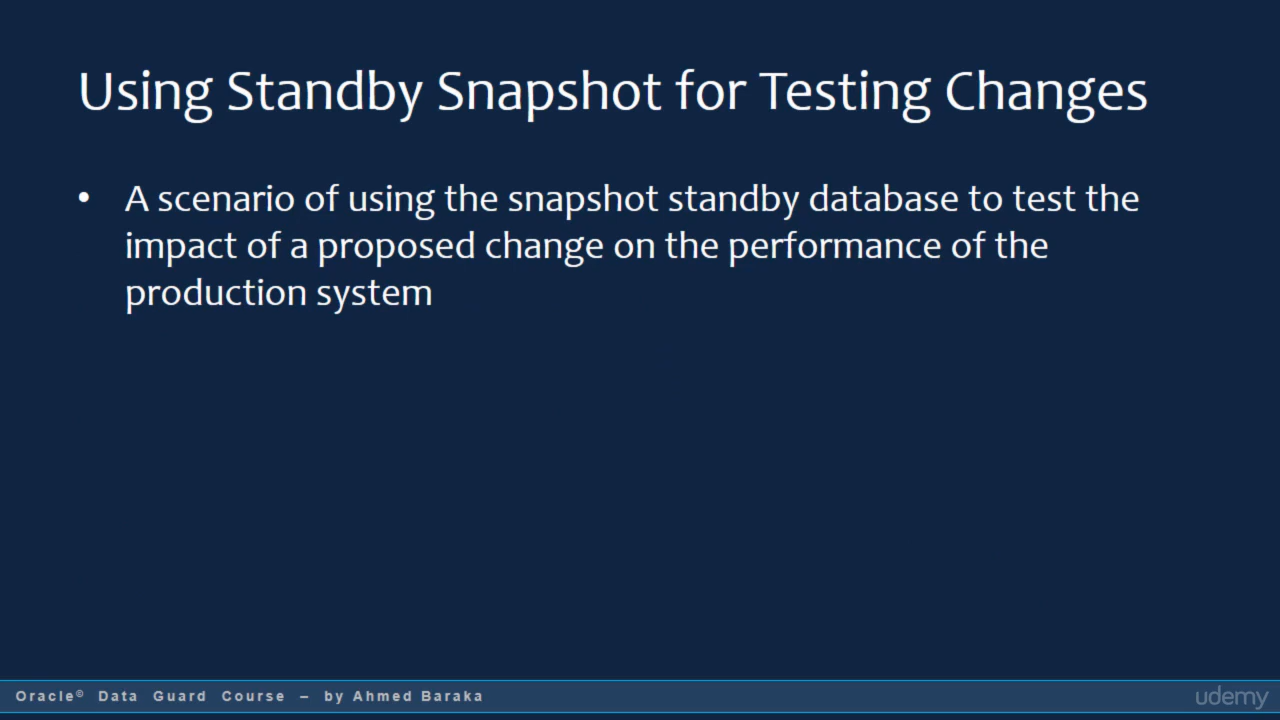 Using Standby Snapshot for Testing Changes
• A scenario of using the snapshot standby database to test the
impact of a proposed change on the performance of the
production system
Oracle© Data Guard Course – by Ahmed Baraka
udemy